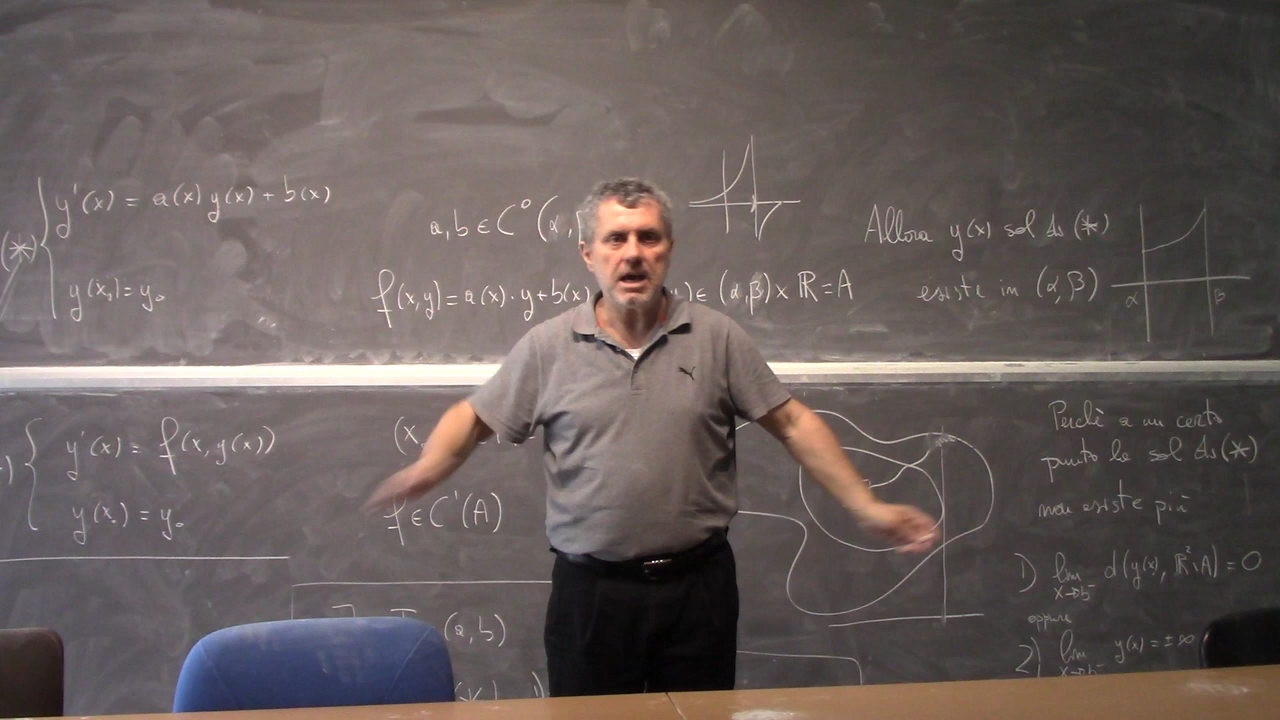 y'(x) = a(x) y(x) + b(x)
(*)
y(x₀) = y₀
a, b ∈ C⁰(α,
f(x,y) = a(x)·y + b(x)
) ∈ (α,β) × ℝ = A
Allora y(x) sol di (*)
esiste in (α,β)
α
β
y'(x) = f(x, y(x))
y(x₀) = y₀
(x₀
f ∈ C¹(A)
(a,b)
Perchè a un certo
punto la sol di (*)
non esiste più
1) lim d(y(x), ℝ²\A) = 0
x→b⁻
oppure
2) lim y(x) = ±∞
x→b⁻